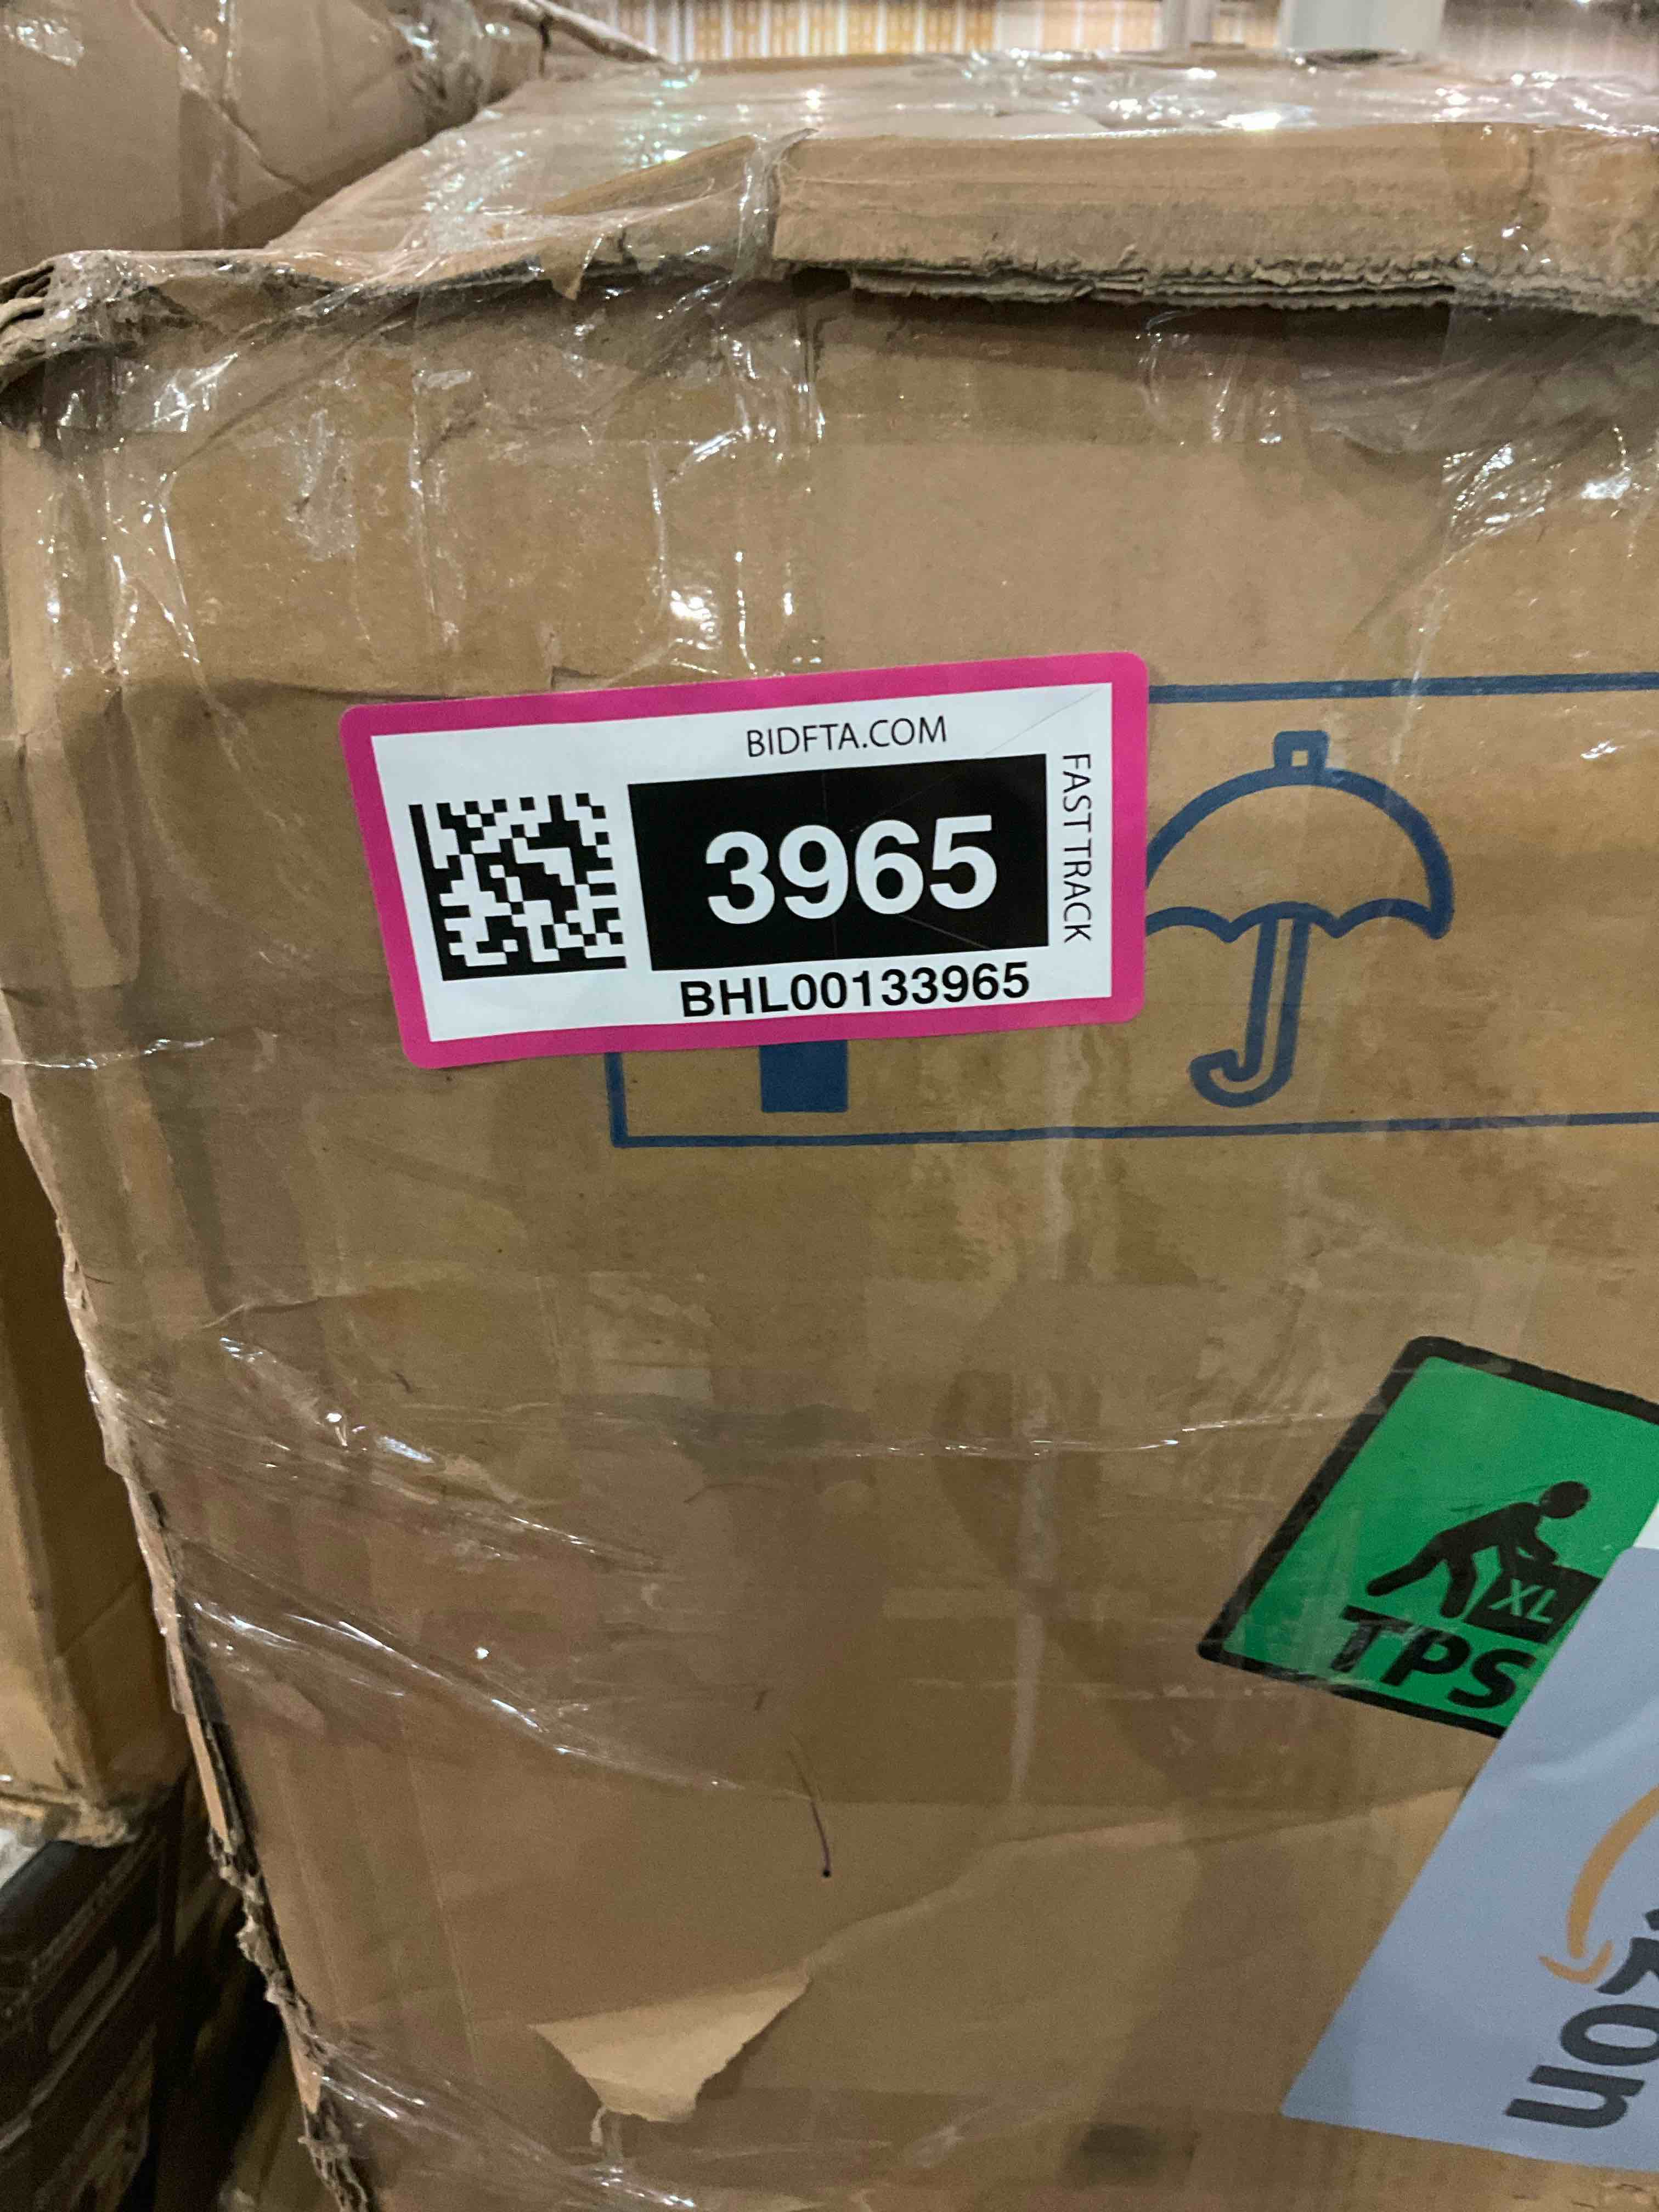 BIDFTA.COM
3965
FAST TRACK
BHL00133965
XL
TPS